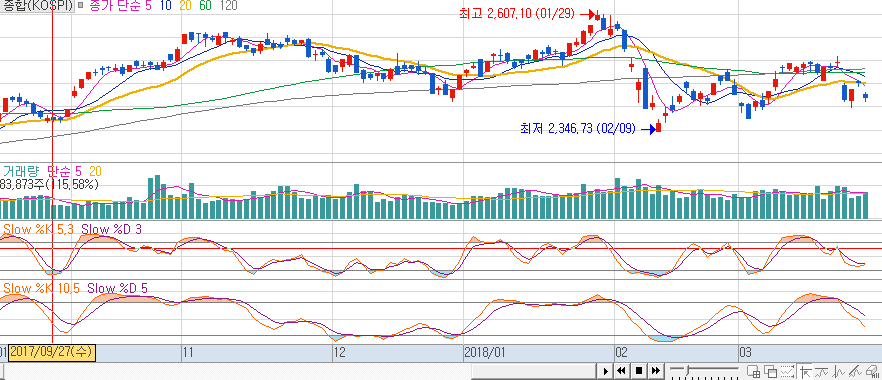 종합(KOSPI) 종가 단순 5 10 20 60 120
최고 2,607,10 (01/29)
최저 2,346,73 (02/09)
거래량 단순 5 20
83,873주(115,58%)
Slow %K 5,3 Slow %D 3
Slow %K 10,5 Slow %D 5
01 2017/09/27(수) 11 12 2018/01 02 03